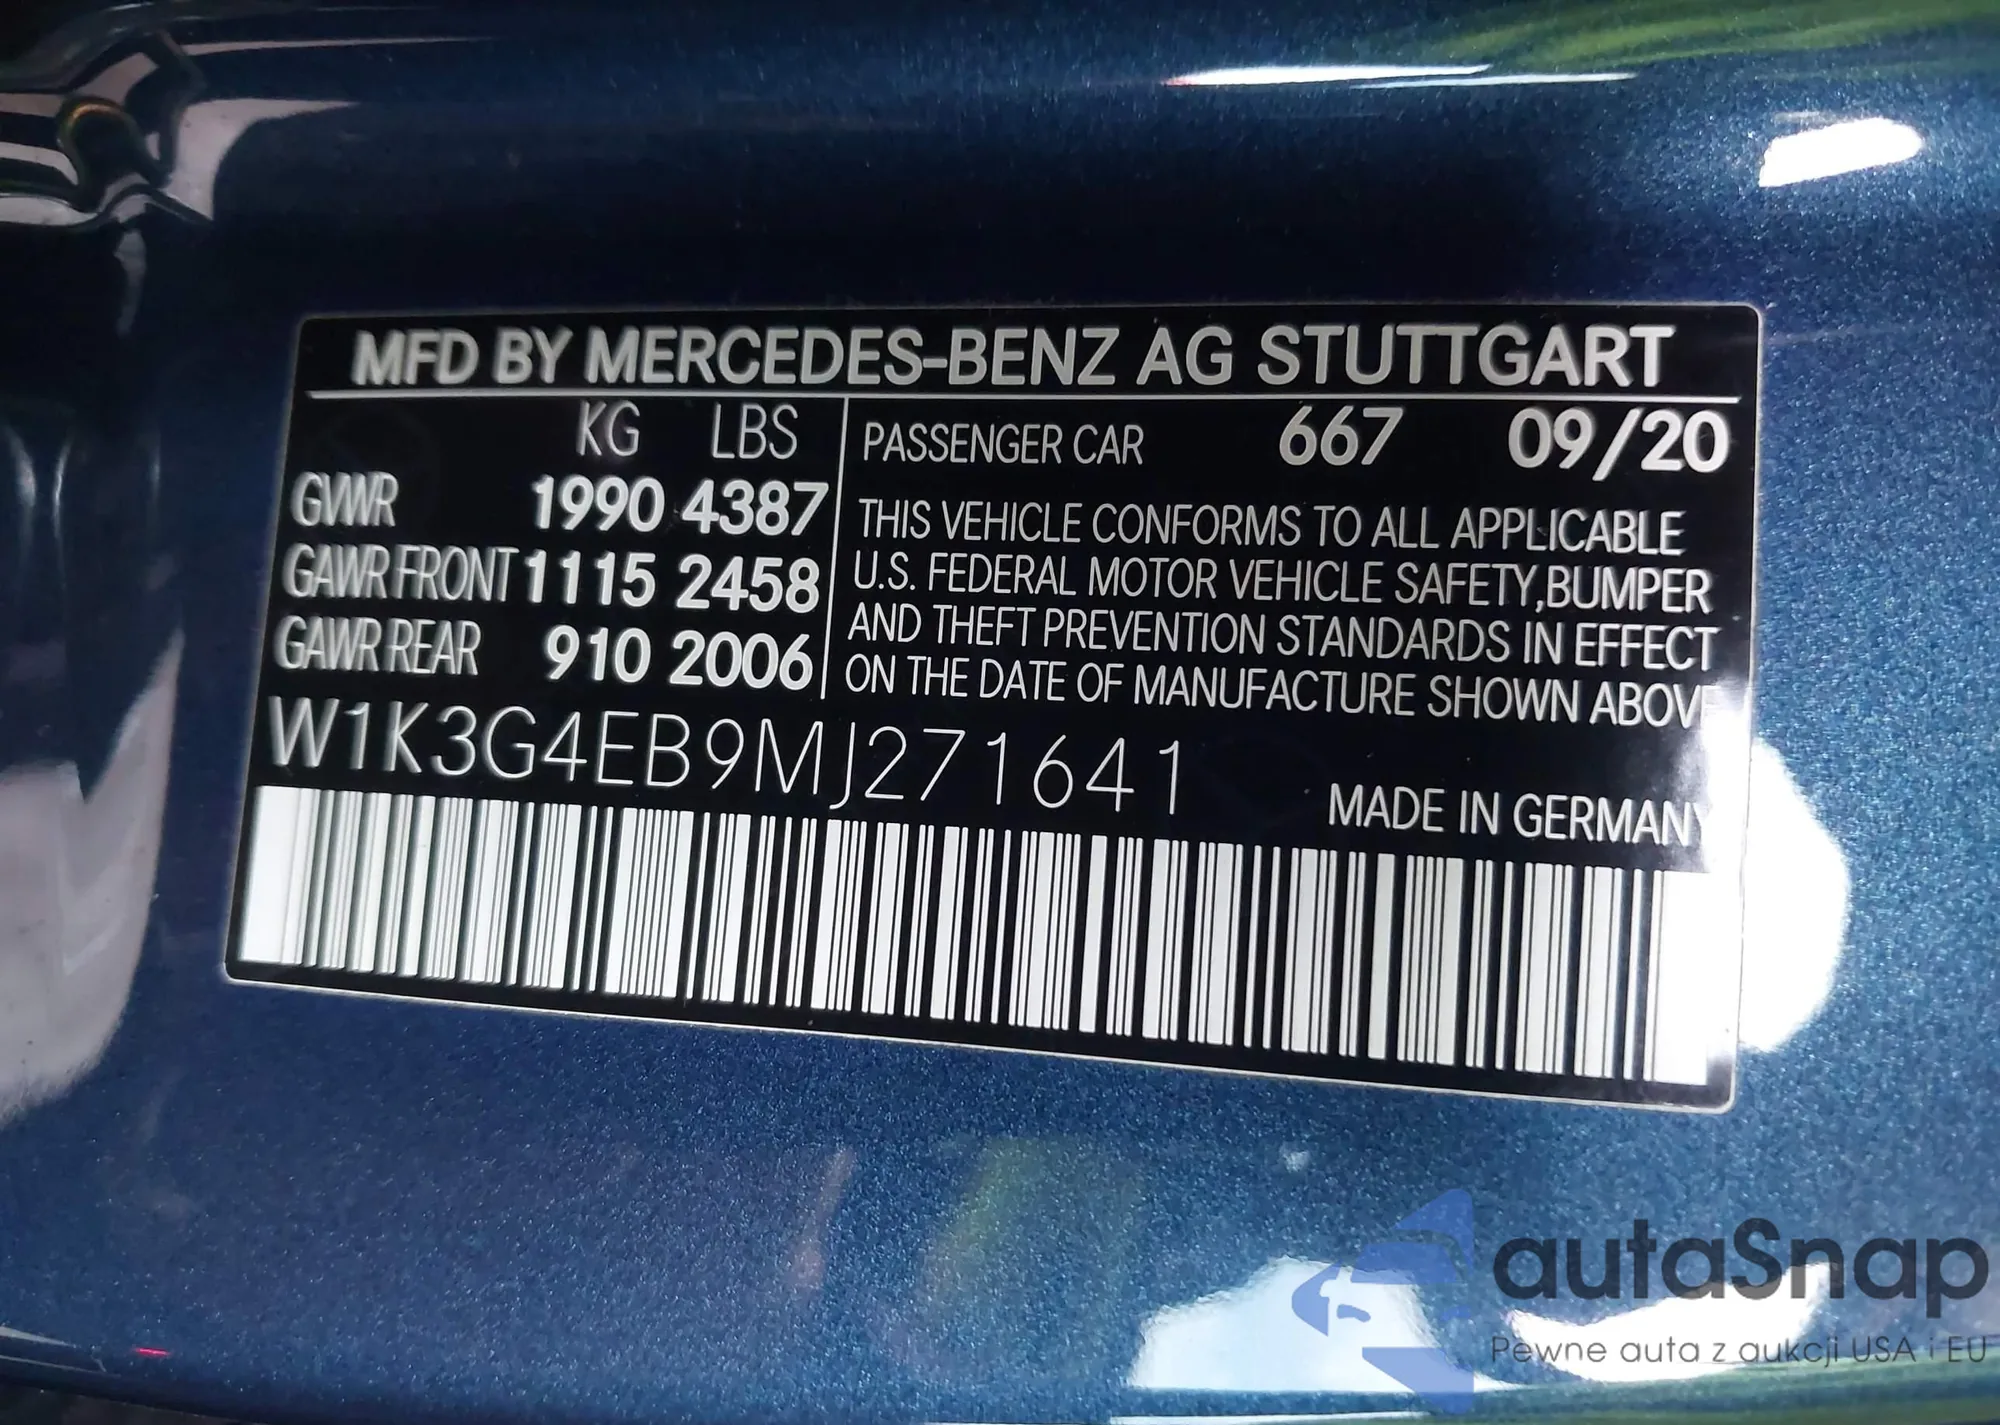 MFD BY MERCEDES-BENZ AG STUTTGART
KG LBS
GVWR 1990 4387
GAWR FRONT 1115 2458
GAWR REAR 910 2006
PASSENGER CAR 667 09/20
THIS VEHICLE CONFORMS TO ALL APPLICABLE
U.S. FEDERAL MOTOR VEHICLE SAFETY,BUMPER
AND THEFT PREVENTION STANDARDS IN EFFECT
ON THE DATE OF MANUFACTURE SHOWN ABOVE
W1K3G4EB9MJ271641
MADE IN GERMANY
autaSnap
Pewne auta z aukcji USA i EU